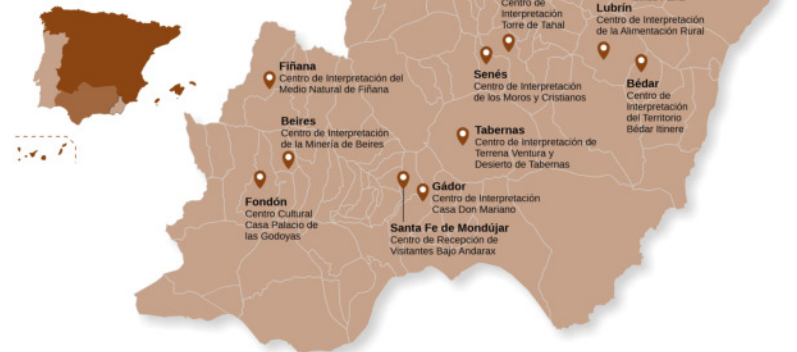 Centro de
Interpretación
Torre de Tahal
Lubrín
Centro de Interpretación
de la Alimentación Rural
Fiñana
Centro de Interpretación del
Medio Natural de Fiñana
Senés
Centro de Interpretación
de los Moros y Cristianos
Bédar
Centro de
Interpretación
del Territorio
Bédar Itinere
Beires
Centro de Interpretación
de la Minería de Beires
Tabernas
Centro de Interpretación de
Terrena Ventura y
Desierto de Tabernas
Gádor
Centro de Interpretación
Casa Don Mariano
Fondón
Centro Cultural
Casa Palacio de
las Godoyas
Santa Fe de Mondújar
Centro de Recepción de
Visitantes Bajo Andarax